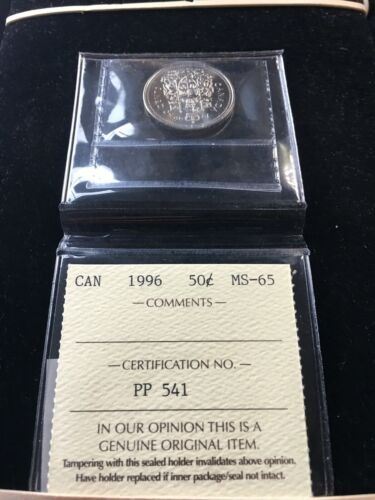 CANADA
CAN 1996 50¢ MS-65
— COMMENTS —
— CERTIFICATION NO. —
PP 541
IN OUR OPINION THIS IS A
GENUINE ORIGINAL ITEM.
Tampering with this sealed holder invalidates above opinion.
Have holder replaced if inner package/seal not intact.